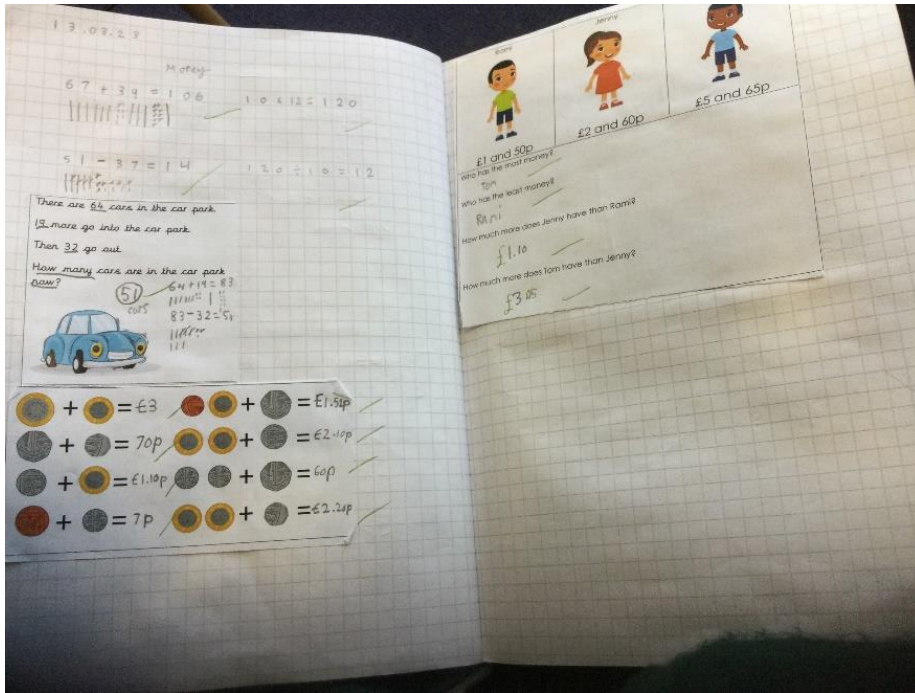 13.03.23
Money
67 + 39 = 106
10 × 12 = 120
51 - 37 = 14
120 ÷ 10 = 12
There are 64 cars in the car park.
19 more go into the car park.
Then 32 go out.
How many cars are in the car park
now?
51
cars
64+19=83
83-32=51
+ = £3
+ = £1.52p
+ = 70p
+ = £2.10p
+ = £1.10p
+ = 60p
+ = 7p
+ = £2.20p
Rami
Jenny
£1 and 50p
£2 and 60p
£5 and 65p
Who has the most money?
Tom
Who has the least money?
Rami
How much more does Jenny have than Rami?
£1.10
How much more does Tom have than Jenny?
£3.05